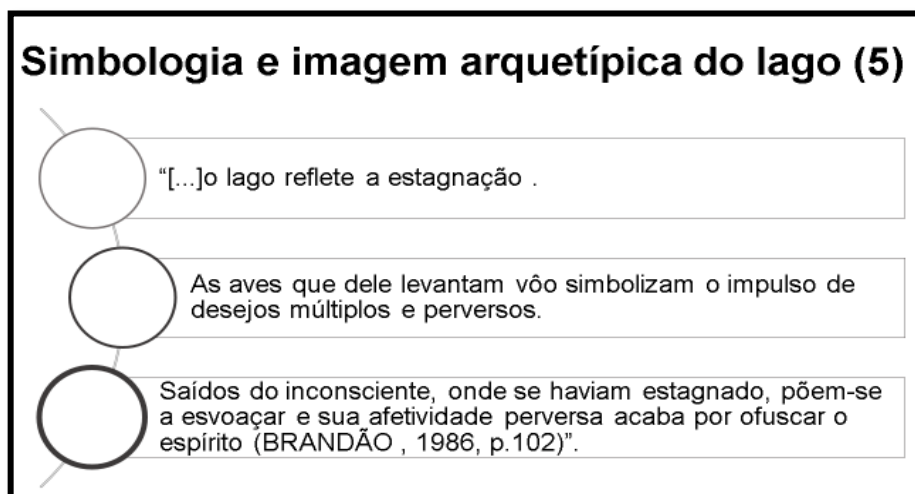 Simbologia e imagem arquetípica do lago (5)
“[...]o lago reflete a estagnação .
As aves que dele levantam vôo simbolizam o impulso de
desejos múltiplos e perversos.
Saídos do inconsciente, onde se haviam estagnado, põem-se
a esvoaçar e sua afetividade perversa acaba por ofuscar o
espírito (BRANDÃO , 1986, p.102)”.